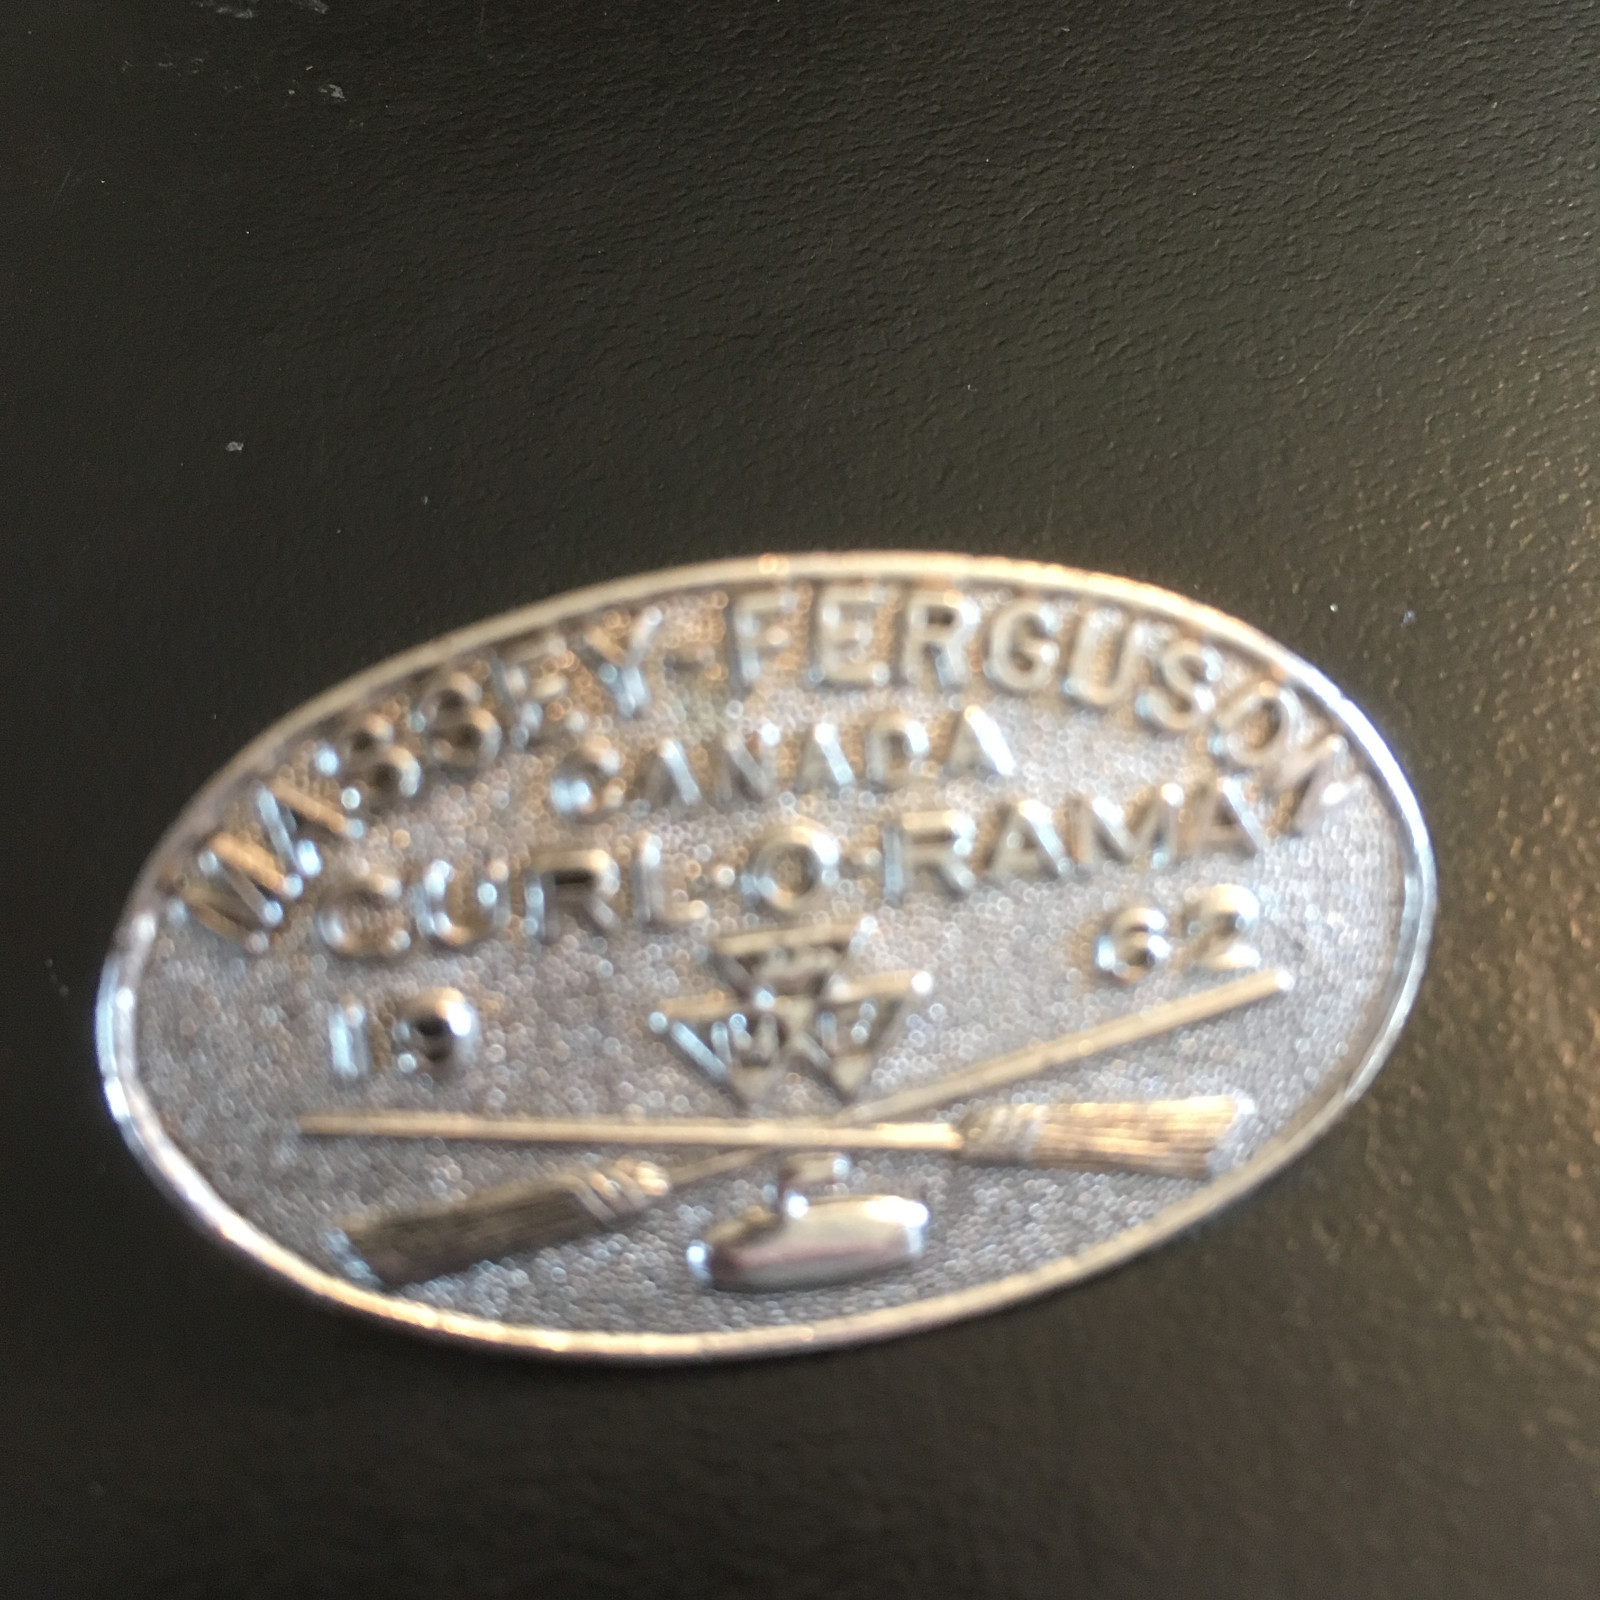 MASSEY-FERGUSON
CANADA
CURL-O-RAMA
19 62